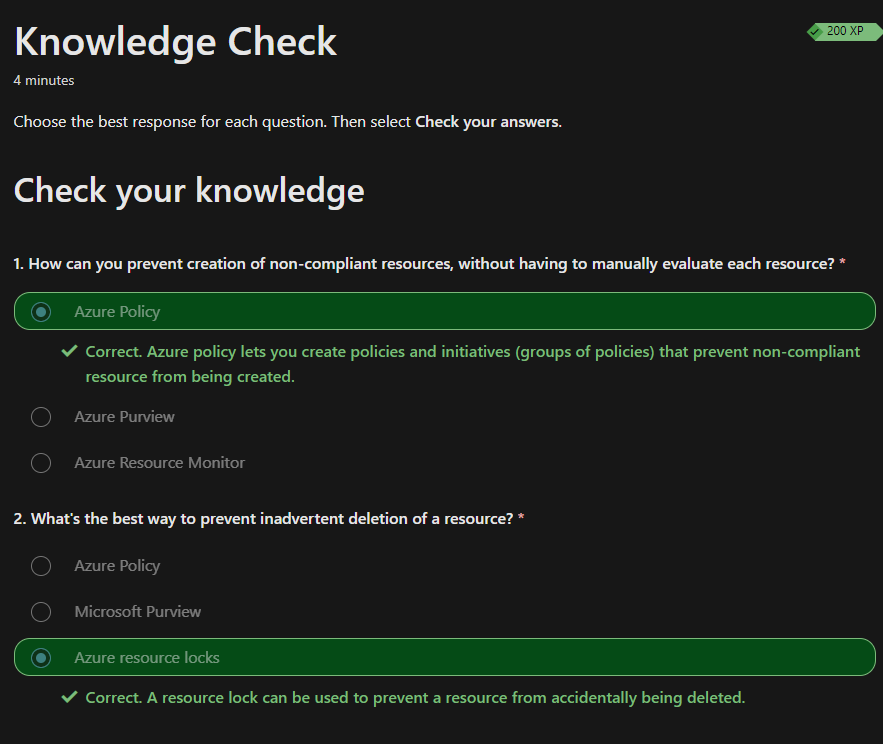 Knowledge Check
200 XP
4 minutes
Choose the best response for each question. Then select Check your answers.
Check your knowledge
1. How can you prevent creation of non-compliant resources, without having to manually evaluate each resource? *
Azure Policy
Correct. Azure policy lets you create policies and initiatives (groups of policies) that prevent non-compliant
resource from being created.
Azure Purview
Azure Resource Monitor
2. What's the best way to prevent inadvertent deletion of a resource? *
Azure Policy
Microsoft Purview
Azure resource locks
Correct. A resource lock can be used to prevent a resource from accidentally being deleted.